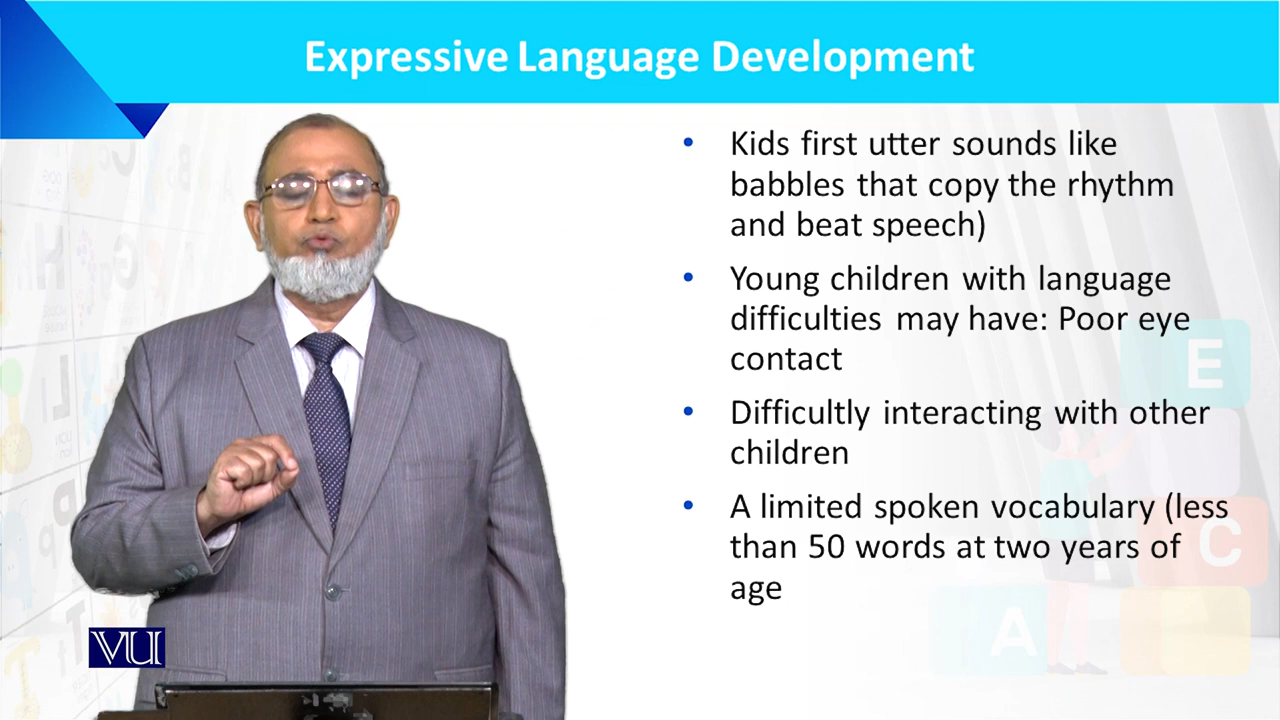 Expressive Language Development
• Kids first utter sounds like
babbles that copy the rhythm
and beat speech)
• Young children with language
difficulties may have: Poor eye
contact
• Difficultly interacting with other
children
• A limited spoken vocabulary (less
than 50 words at two years of
age
E
C
A
VU